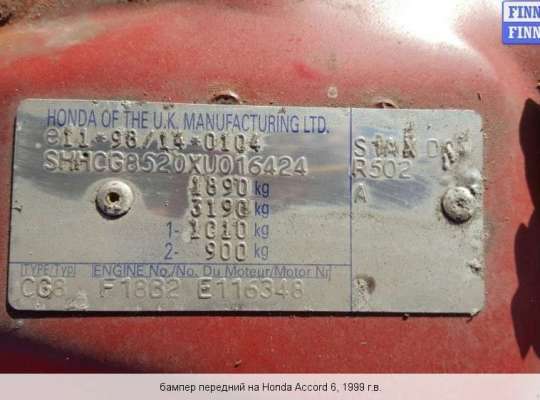 FINN
FINN
HONDA OF THE U.K. MANUFACTURING LTD.
e11*98/14*0104
SHHCG8520XU016424
1890 kg
3190 kg
1- 1010 kg
2- 900 kg
R502
A
TYPE/TYP ENGINE No./No. Du Moteur/Motor Nr
CG8 F18B2 E116348
бампер передний на Honda Accord 6, 1999 г.в.